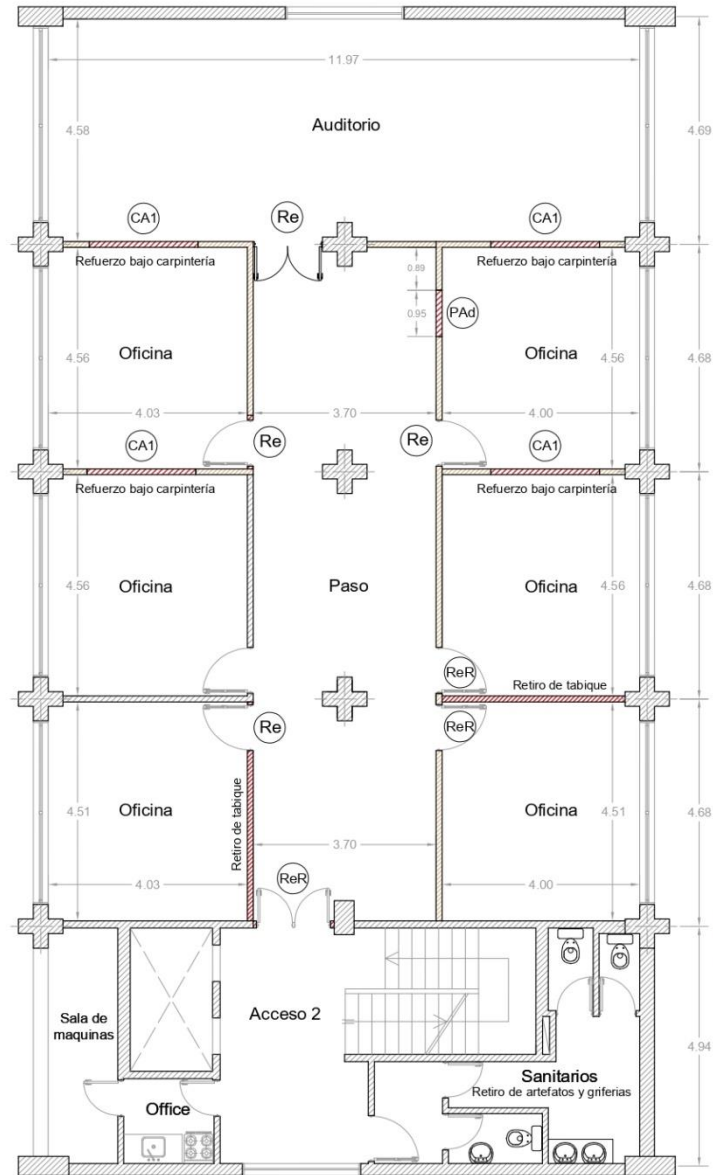 11.97
Auditorio
4.58
4.69
CA1
Re
CA1
Refuerzo bajo carpintería
Refuerzo bajo carpintería
0.89
0.95
PAd
Oficina
Oficina
4.56
4.56
4.68
4.03
3.70
4.00
CA1
Re
Re
CA1
Refuerzo bajo carpintería
Refuerzo bajo carpintería
Oficina
Paso
Oficina
4.56
4.56
4.68
ReR
Retiro de tabique
Re
ReR
Oficina
Oficina
4.51
4.51
4.68
Retiro de tabique
3.70
4.03
ReR
4.00
Sala de
maquinas
Acceso 2
4.94
Sanitarios
Retiro de artefatos y griferias
Office